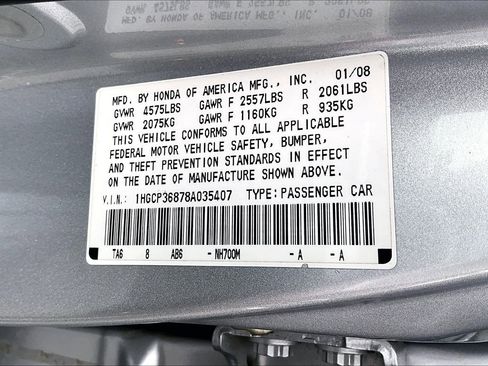 MFD. BY HONDA OF AMERICA MFG., INC. 01/08
GVWR 4575LBS GAWR F 2557LBS R 2061LBS
GVWR 2075KG GAWR F 1160KG R 935KG
THIS VEHICLE CONFORMS TO ALL APPLICABLE
FEDERAL MOTOR VEHICLE SAFETY, BUMPER,
AND THEFT PREVENTION STANDARDS IN EFFECT
ON THE DATE OF MANUFACTURE SHOWN ABOVE.
V.I.N.: 1HGCP36878A035407 TYPE: PASSENGER CAR
TA6 8 AB6 -NH700M -A -A